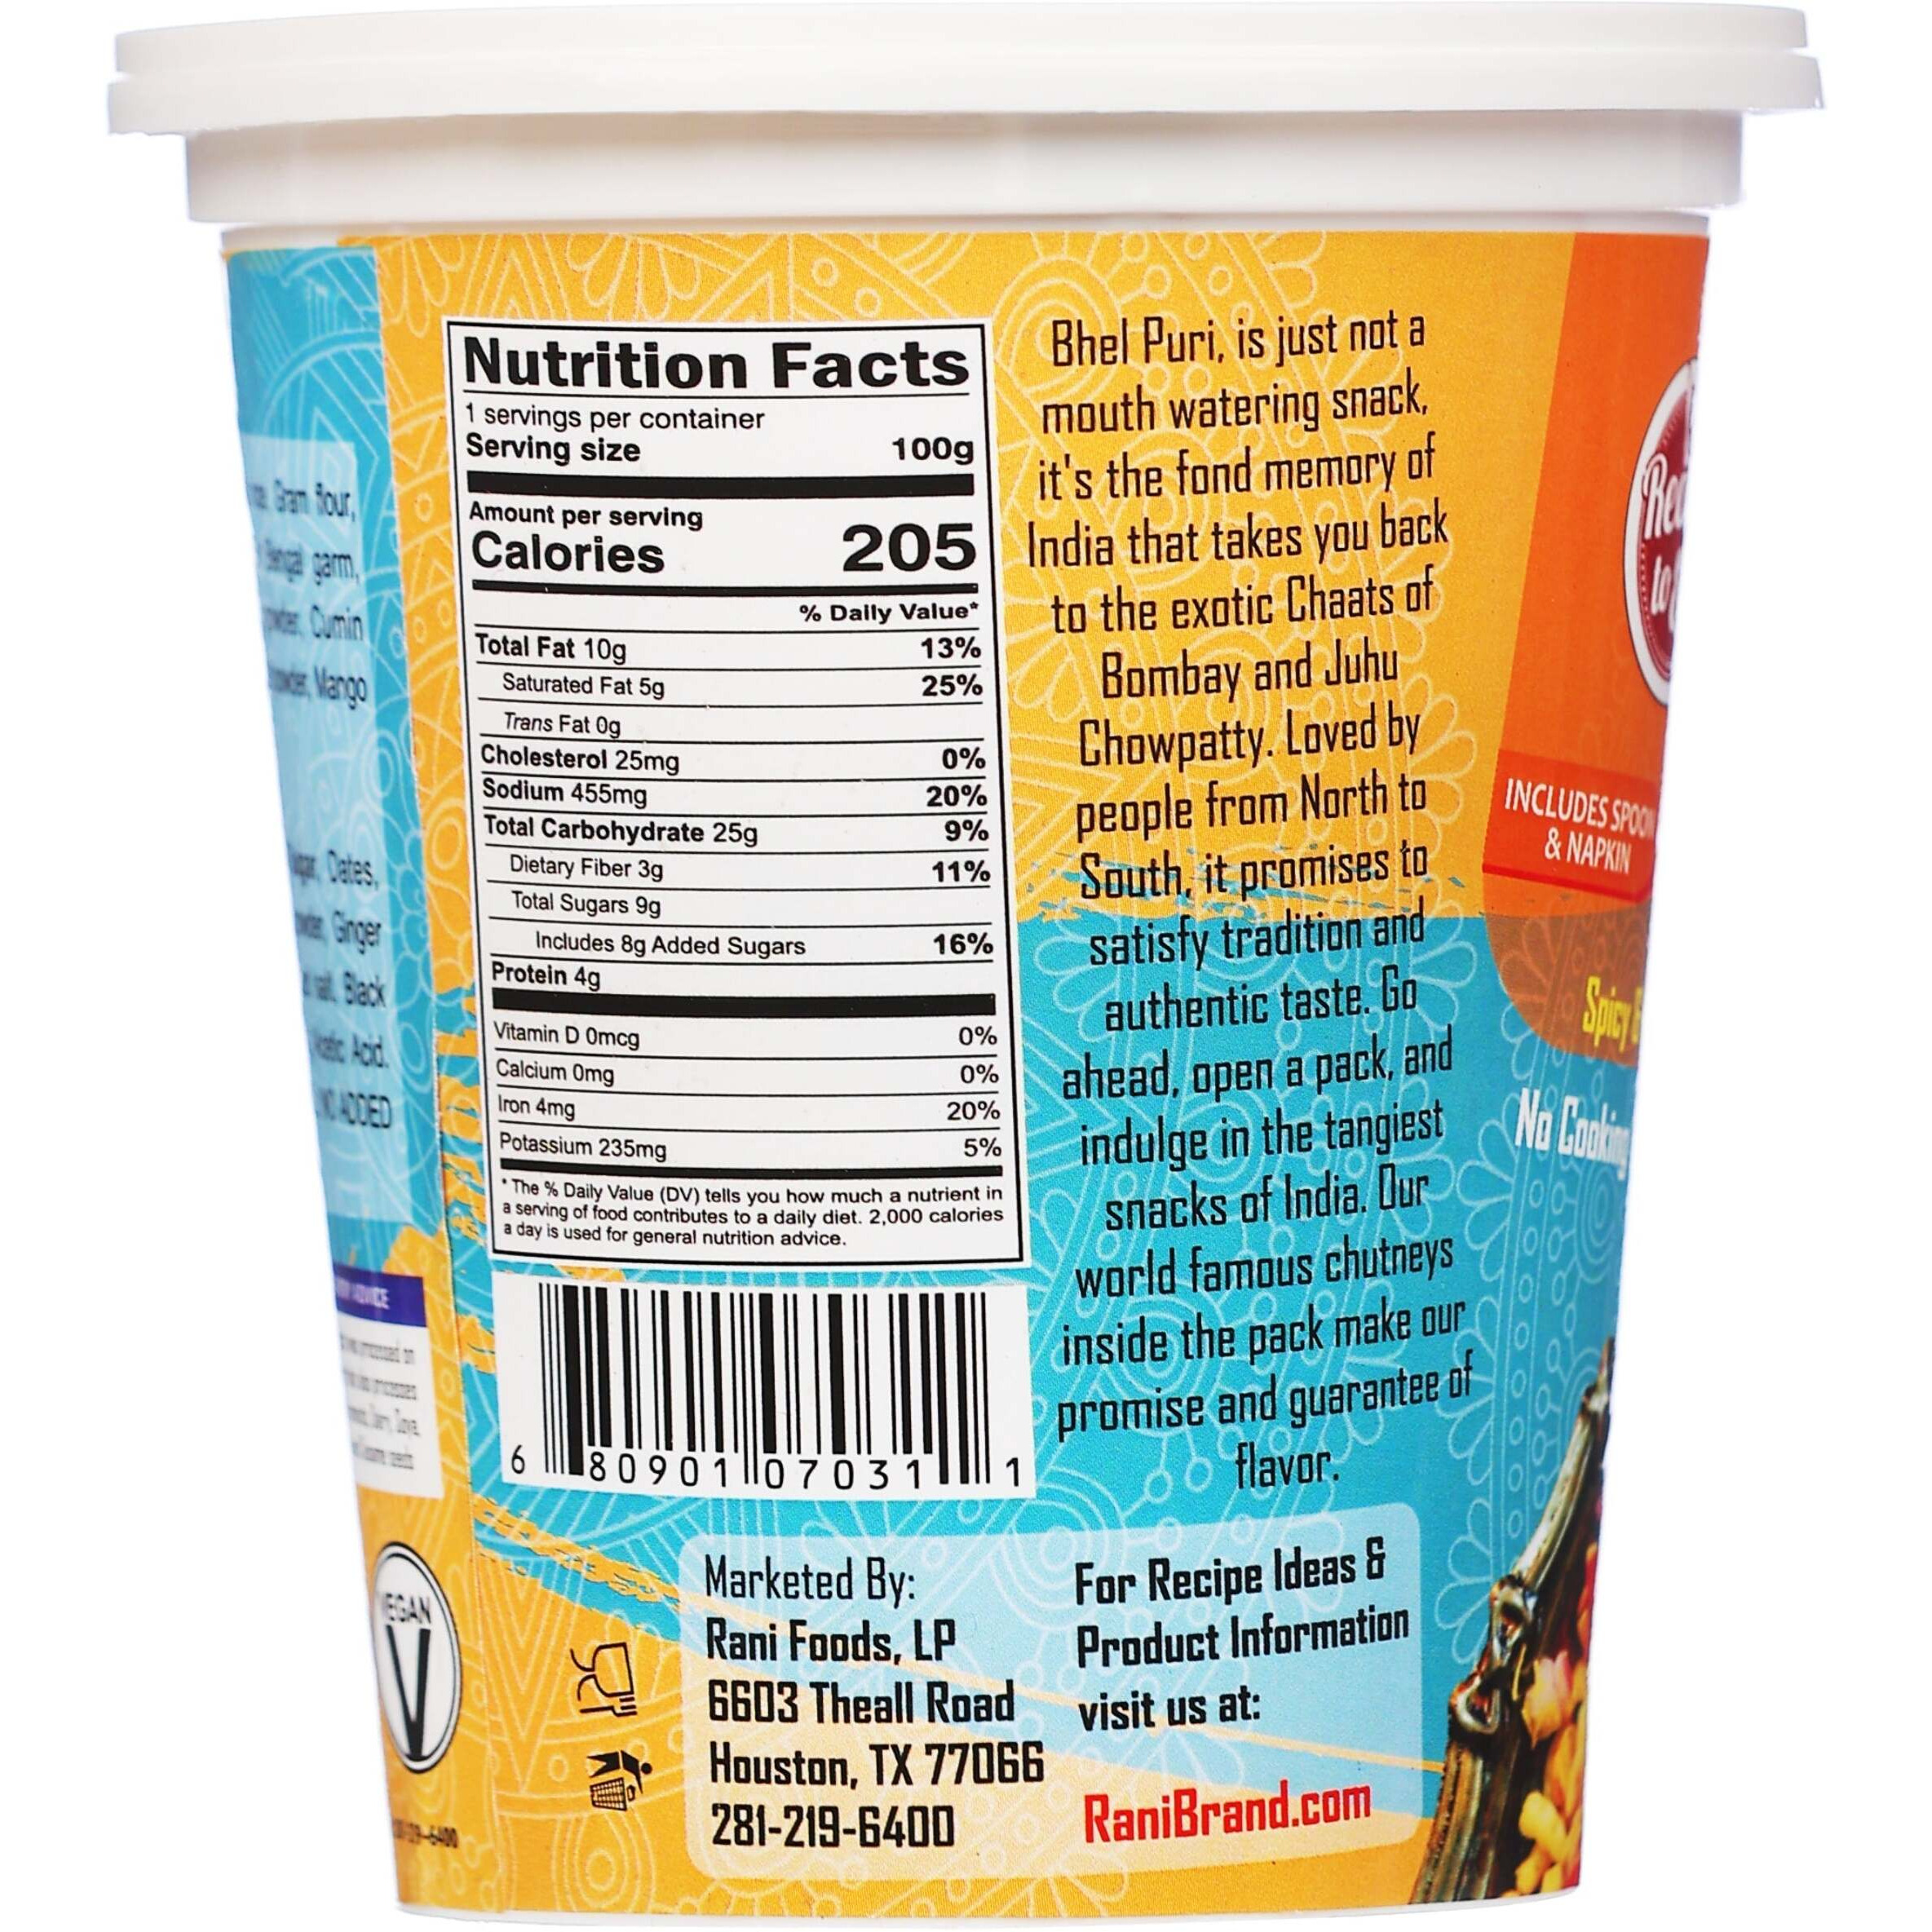 Gram flour,
garm,
Cumin
Mango
Dates,
Ginger
salt, Black
Acid.
NO ADDED
ADVICE
VEGAN
V
Nutrition Facts
1 servings per container
Serving size 100g
Amount per serving
Calories 205
% Daily Value*
Total Fat 10g 13%
Saturated Fat 5g 25%
Trans Fat 0g
Cholesterol 25mg 0%
Sodium 455mg 20%
Total Carbohydrate 25g 9%
Dietary Fiber 3g 11%
Total Sugars 9g
Includes 8g Added Sugars 16%
Protein 4g
Vitamin D 0mcg 0%
Calcium 0mg 0%
Iron 4mg 20%
Potassium 235mg 5%
* The % Daily Value (DV) tells you how much a nutrient in
a serving of food contributes to a daily diet. 2,000 calories
a day is used for general nutrition advice.
6 80901 07031 1
Bhel Puri, is just not a
mouth watering snack,
it's the fond memory of
India that takes you back
to the exotic Chaats of
Bombay and Juhu
Chowpatty. Loved by
people from North to
South, it promises to
satisfy tradition and
authentic taste. Go
ahead, open a pack, and
indulge in the tangiest
snacks of India. Our
world famous chutneys
inside the pack make our
promise and guarantee of
flavor.
Marketed By:
Rani Foods, LP
6603 Theall Road
Houston, TX 77066
281-219-6400
For Recipe Ideas &
Product Information
visit us at:
RaniBrand.com
to
INCLUDES SPOON
& NAPKIN
Spicy
No Cooking